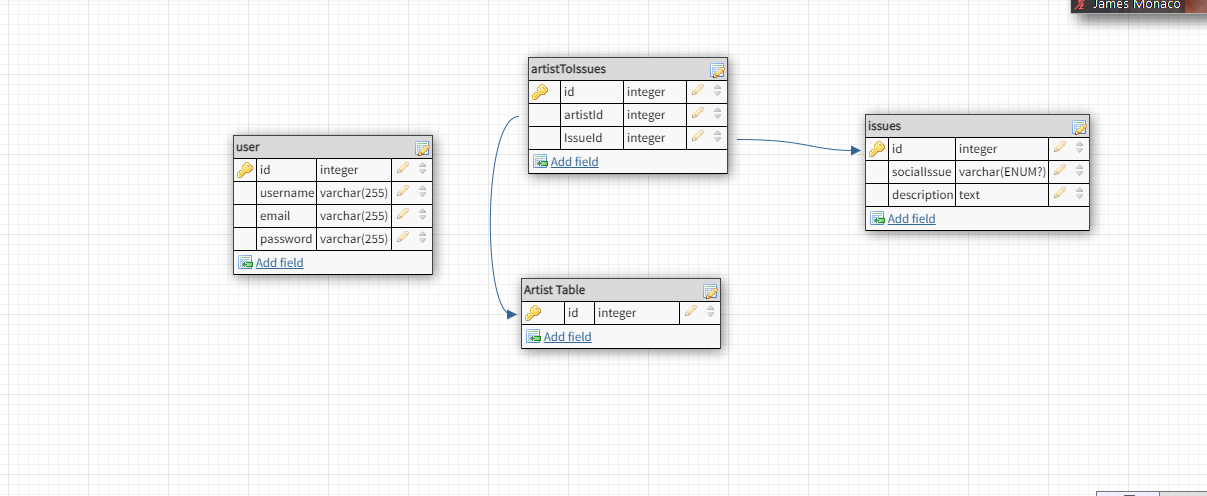 James Monaco
artistToIssues
id integer
artistId integer
IssueId integer
Add field
issues
id integer
socialIssue varchar(ENUM?)
description text
Add field
user
id integer
username varchar(255)
email varchar(255)
password varchar(255)
Add field
Artist Table
id integer
Add field